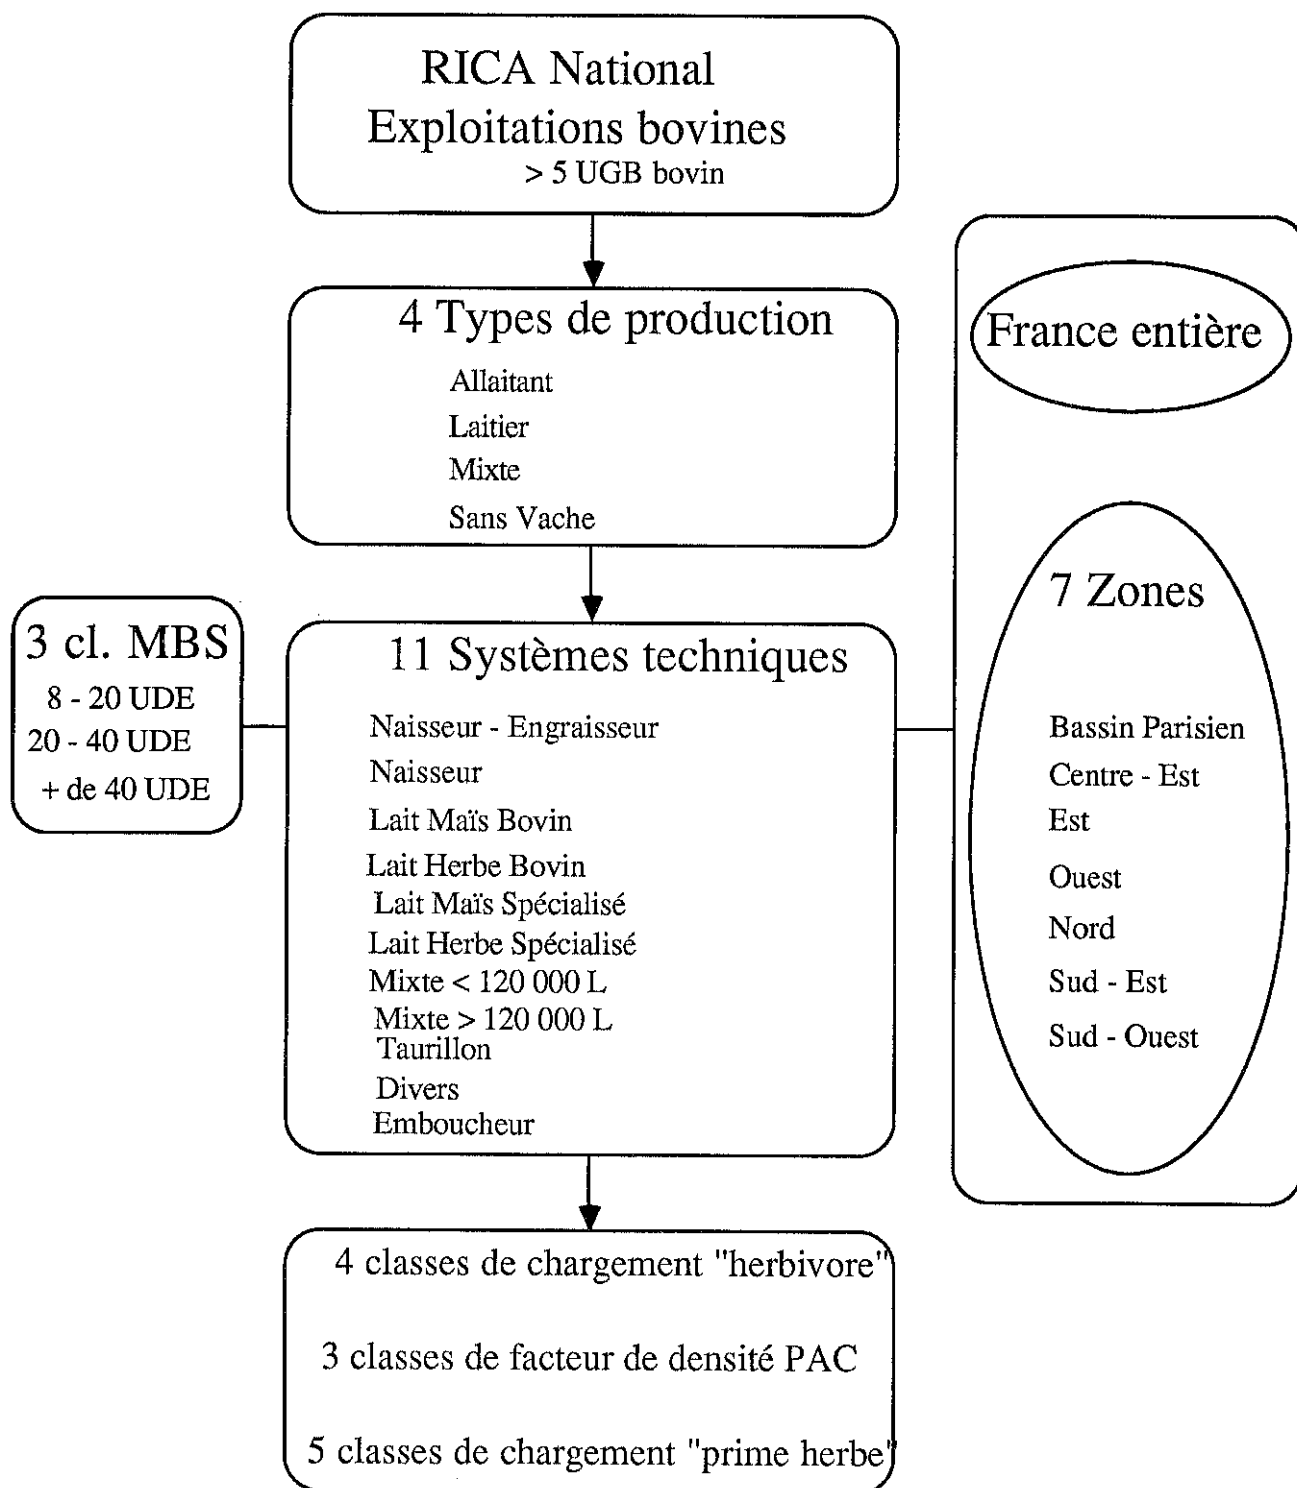 RICA National
Exploitations bovines
> 5 UGB bovin
4 Types de production
Allaitant
Laitier
Mixte
Sans Vache
3 cl. MBS
8 - 20 UDE
20 - 40 UDE
+ de 40 UDE
11 Systèmes techniques
Naisseur - Engraisseur
Naisseur
Lait Maïs Bovin
Lait Herbe Bovin
Lait Maïs Spécialisé
Lait Herbe Spécialisé
Mixte < 120 000 L
Mixte > 120 000 L
Taurillon
Divers
Emboucheur
France entière
7 Zones
Bassin Parisien
Centre - Est
Est
Ouest
Nord
Sud - Est
Sud - Ouest
4 classes de chargement "herbivore"
3 classes de facteur de densité PAC
5 classes de chargement "prime herbe"